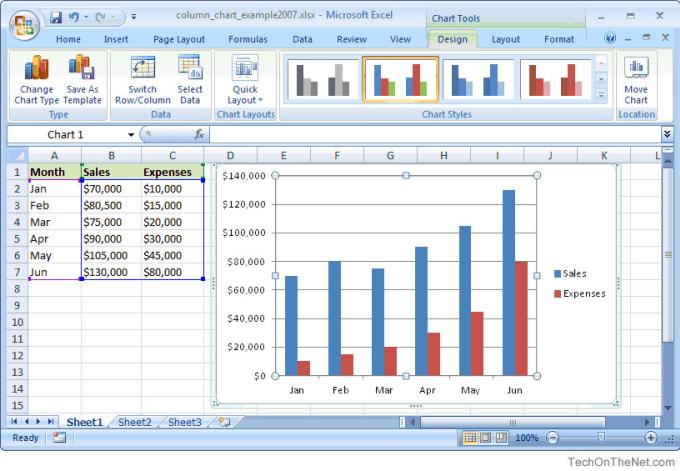 column_chart_example2007.xlsx - Microsoft Excel
Chart Tools
Home Insert Page Layout Formulas Data Review View Design Layout Format
Change Chart Type
Save As Template
Switch Row/Column
Select Data
Quick Layout
Move Chart
Type Data Chart Layouts Chart Styles Location
Chart 1 fx
A B C D E F G H I J K L
1 Month Sales Expenses
2 Jan $70,000 $10,000
3 Feb $80,500 $15,000
4 Mar $75,000 $20,000
5 Apr $90,000 $30,000
6 May $105,000 $45,000
7 Jun $130,000 $80,000
8
9
10
11
12
13
14
15
$140,000
$120,000
$100,000
$80,000
$60,000
$40,000
$20,000
$0
Jan Feb Mar Apr May Jun
Sales
Expenses
Sheet1 Sheet2 Sheet3
Ready 100%
TechOnTheNet.com